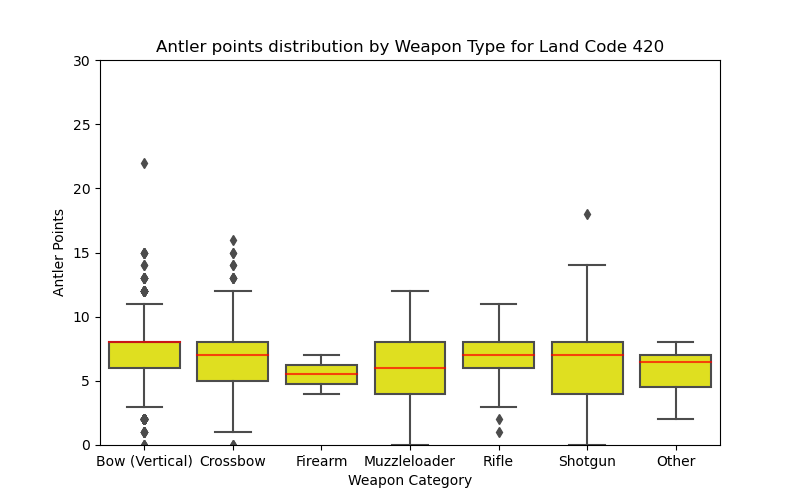 Antler points distribution by Weapon Type for Land Code 420
30
25
20
15
10
5
0
Antler Points
Bow (Vertical) Crossbow Firearm Muzzleloader Rifle Shotgun Other
Weapon Category